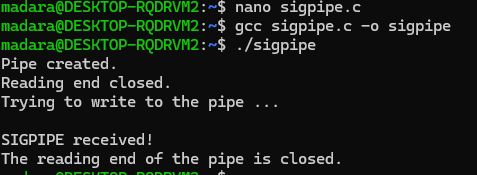 madara@DESKTOP-RQDRVM2:~$ nano sigpipe.c
madara@DESKTOP-RQDRVM2:~$ gcc sigpipe.c -o sigpipe
madara@DESKTOP-RQDRVM2:~$ ./sigpipe
Pipe created.
Reading end closed.
Trying to write to the pipe ...
SIGPIPE received!
The reading end of the pipe is closed.